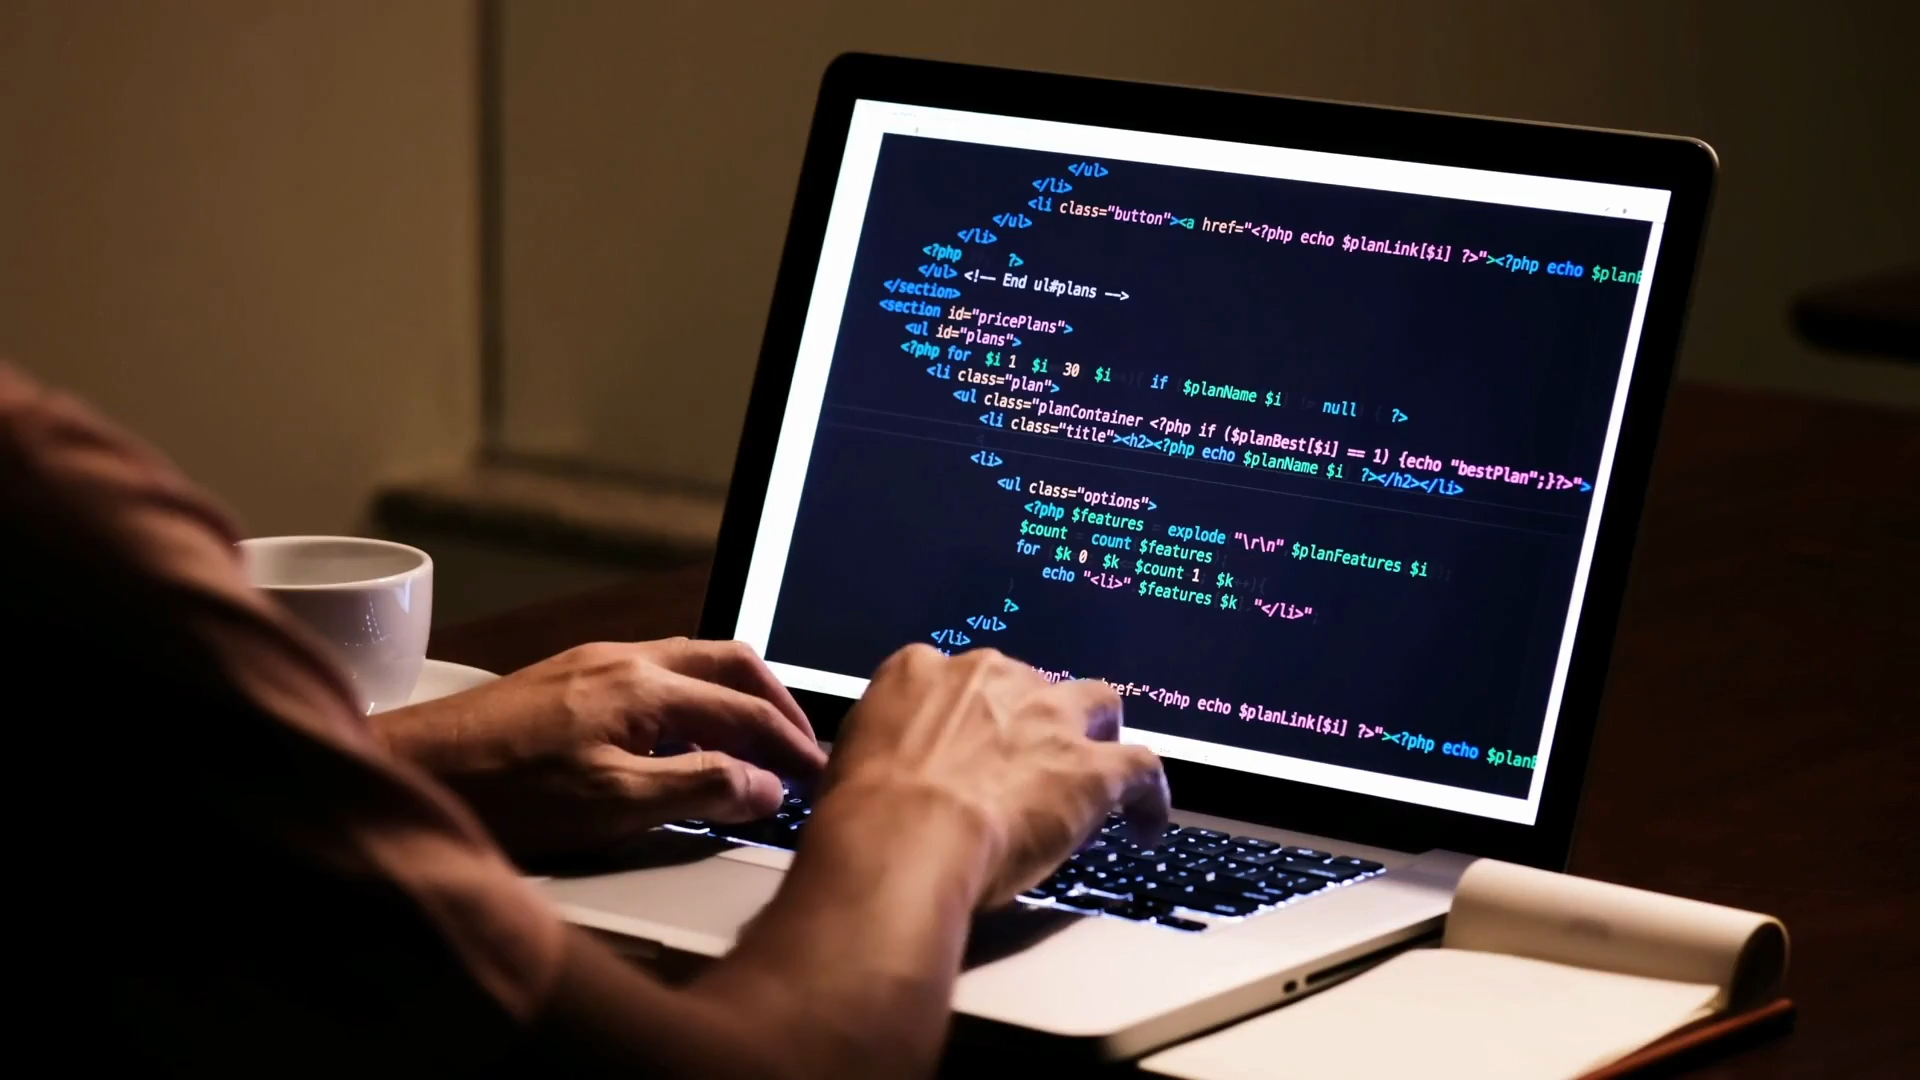 </ul>
</li>
<li class="button"><a href="<?php echo $planLink[$i] ?>"><?php echo $plan
</ul>
</li>
<?php ?>
</ul> <!-- End ul#plans -->
</section>
<section id="pricePlans">
<ul id="plans">
<?php for $i 1 $i 30 $i if $planName $i null ?>
<li class="plan">
<ul class="planContainer <?php if ($planBest[$i] == 1) {echo "bestPlan";}?>">
<li class="title"><h2><?php echo $planName $i ?></h2></li>
<li>
<ul class="options">
<?php $features = explode "\r\n" $planFeatures $i
$count = count $features
for $k 0 $k< $count 1 $k
echo "<li>" $features $k "</li>"
?>
</ul>
</li>
href="<?php echo $planLink[$i] ?>"><?php echo $plan